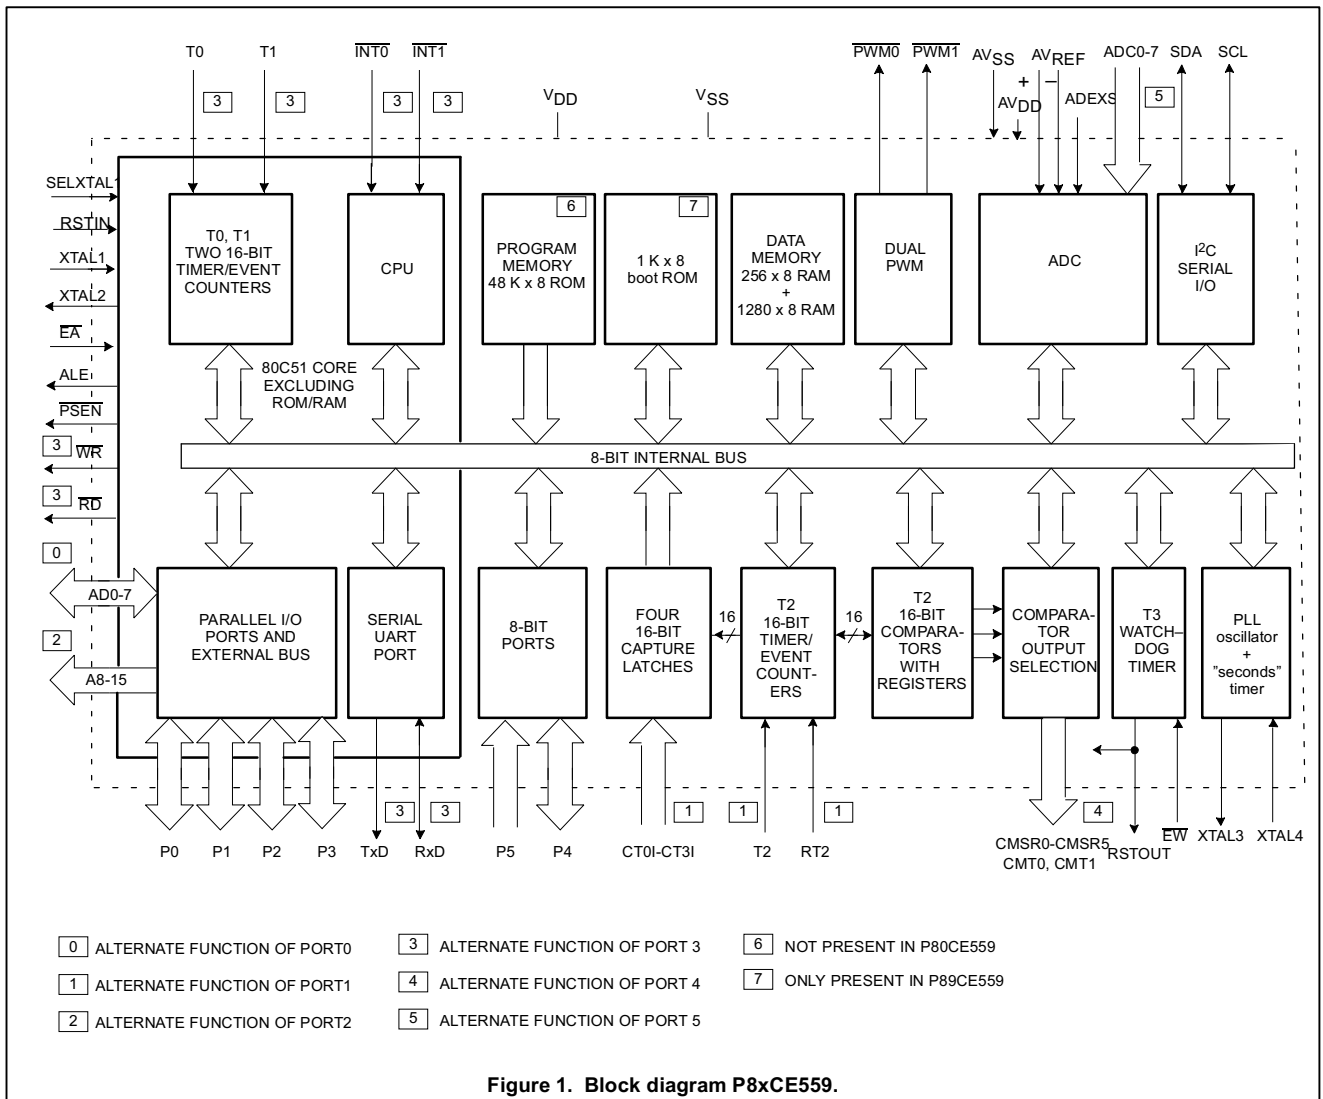 T0 T1 INT0 INT1 PWM0 PWM1 AVSS AVREF ADC0-7 SDA SCL
+ −
3 3 3 3 VDD VSS AVDD ADEXS 5
SELXTAL1
RSTIN
XTAL1
XTAL2
EA
ALE
PSEN
3 WR
3 RD
0
AD0-7
2
A8-15
T0, T1
TWO 16-BIT
TIMER/EVENT
COUNTERS
CPU
80C51 CORE
EXCLUDING
ROM/RAM
6
PROGRAM
MEMORY
48 K x 8 ROM
7
1 K x 8
boot ROM
DATA
MEMORY
256 x 8 RAM
+
1280 x 8 RAM
DUAL
PWM
ADC
I2C
SERIAL
I/O
8-BIT INTERNAL BUS
PARALLEL I/O
PORTS AND
EXTERNAL BUS
SERIAL
UART
PORT
8-BIT
PORTS
FOUR
16-BIT
CAPTURE
LATCHES
16
T2
16-BIT
TIMER/
EVENT
COUNT-
ERS
16
T2
16-BIT
COMPARA-
TORS
WITH
REGISTERS
COMPARA-
TOR
OUTPUT
SELECTION
T3
WATCH–
DOG
TIMER
PLL
oscillator
+
"seconds"
timer
3 3 1 1 1 4
P0 P1 P2 P3 TxD RxD P5 P4 CT0I-CT3I T2 RT2
CMSR0-CMSR5
CMT0, CMT1
RSTOUT EW XTAL3 XTAL4
0 ALTERNATE FUNCTION OF PORT0
1 ALTERNATE FUNCTION OF PORT1
2 ALTERNATE FUNCTION OF PORT2
3 ALTERNATE FUNCTION OF PORT 3
4 ALTERNATE FUNCTION OF PORT 4
5 ALTERNATE FUNCTION OF PORT 5
6 NOT PRESENT IN P80CE559
7 ONLY PRESENT IN P89CE559
Figure 1. Block diagram P8xCE559.